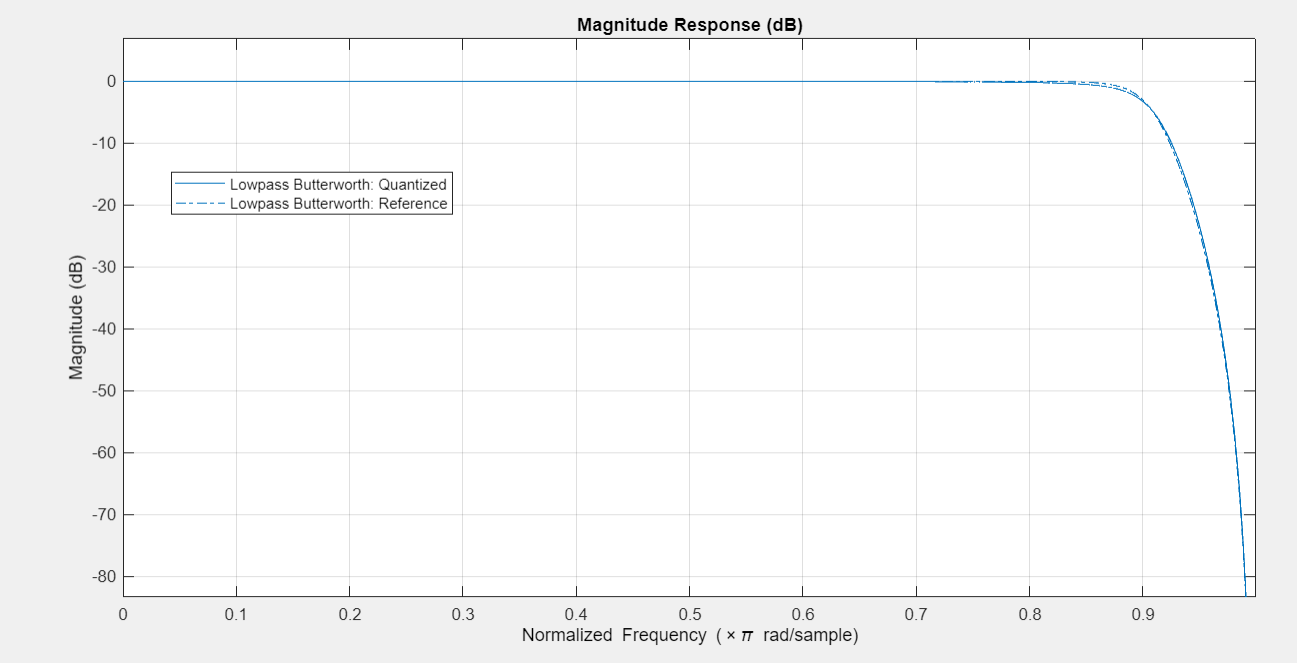 Magnitude Response (dB)
0
-10
Lowpass Butterworth: Quantized
Lowpass Butterworth: Reference
-20
-30
Magnitude (dB)
-40
-50
-60
-70
-80
0 0.1 0.2 0.3 0.4 0.5 0.6 0.7 0.8 0.9
Normalized Frequency (×π rad/sample)